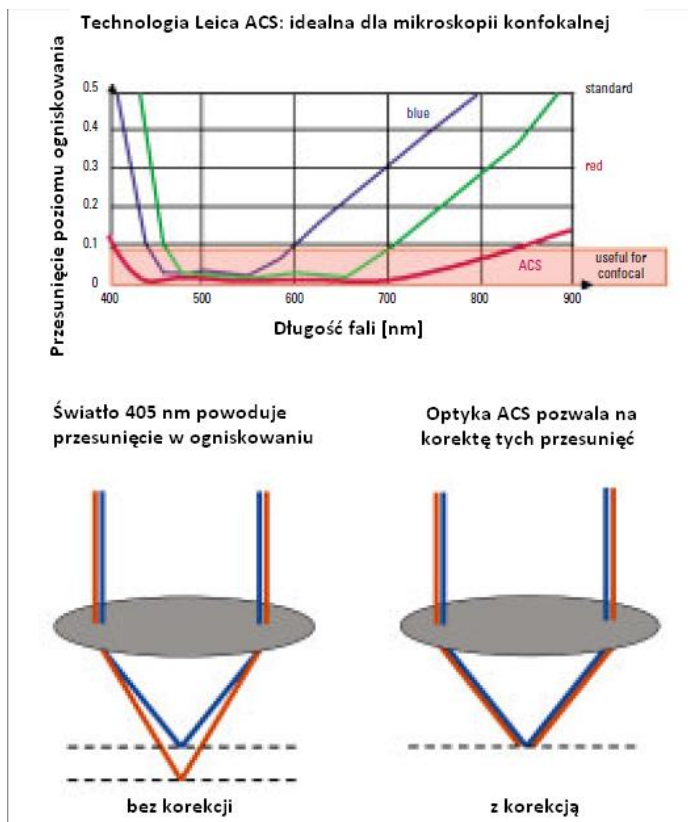 Technologia Leica ACS: idealna dla mikroskopii konfokalnej
Przesunięcie poziomu ogniskowania
0.5
0.4
0.3
0.2
0.1
0
400
500
600
700
800
900
blue
standard
red
ACS
useful for
confocal
Długość fali [nm]
Światło 405 nm powoduje
przesunięcie w ogniskowaniu
Optyka ACS pozwala na
korektę tych przesunięć
bez korekcji
z korekcją